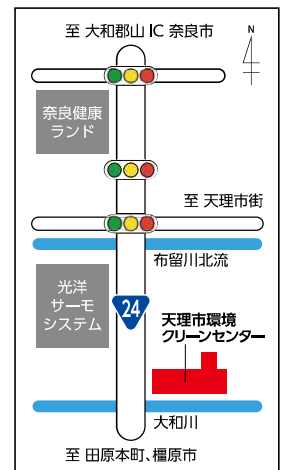 至 大和郡山IC 奈良市
N
奈良健康
ランド
至 天理市街
布留川北流
光洋
サーモ
システム
24
天理市環境
クリーンセンター
大和川
至 田原本町、橿原市